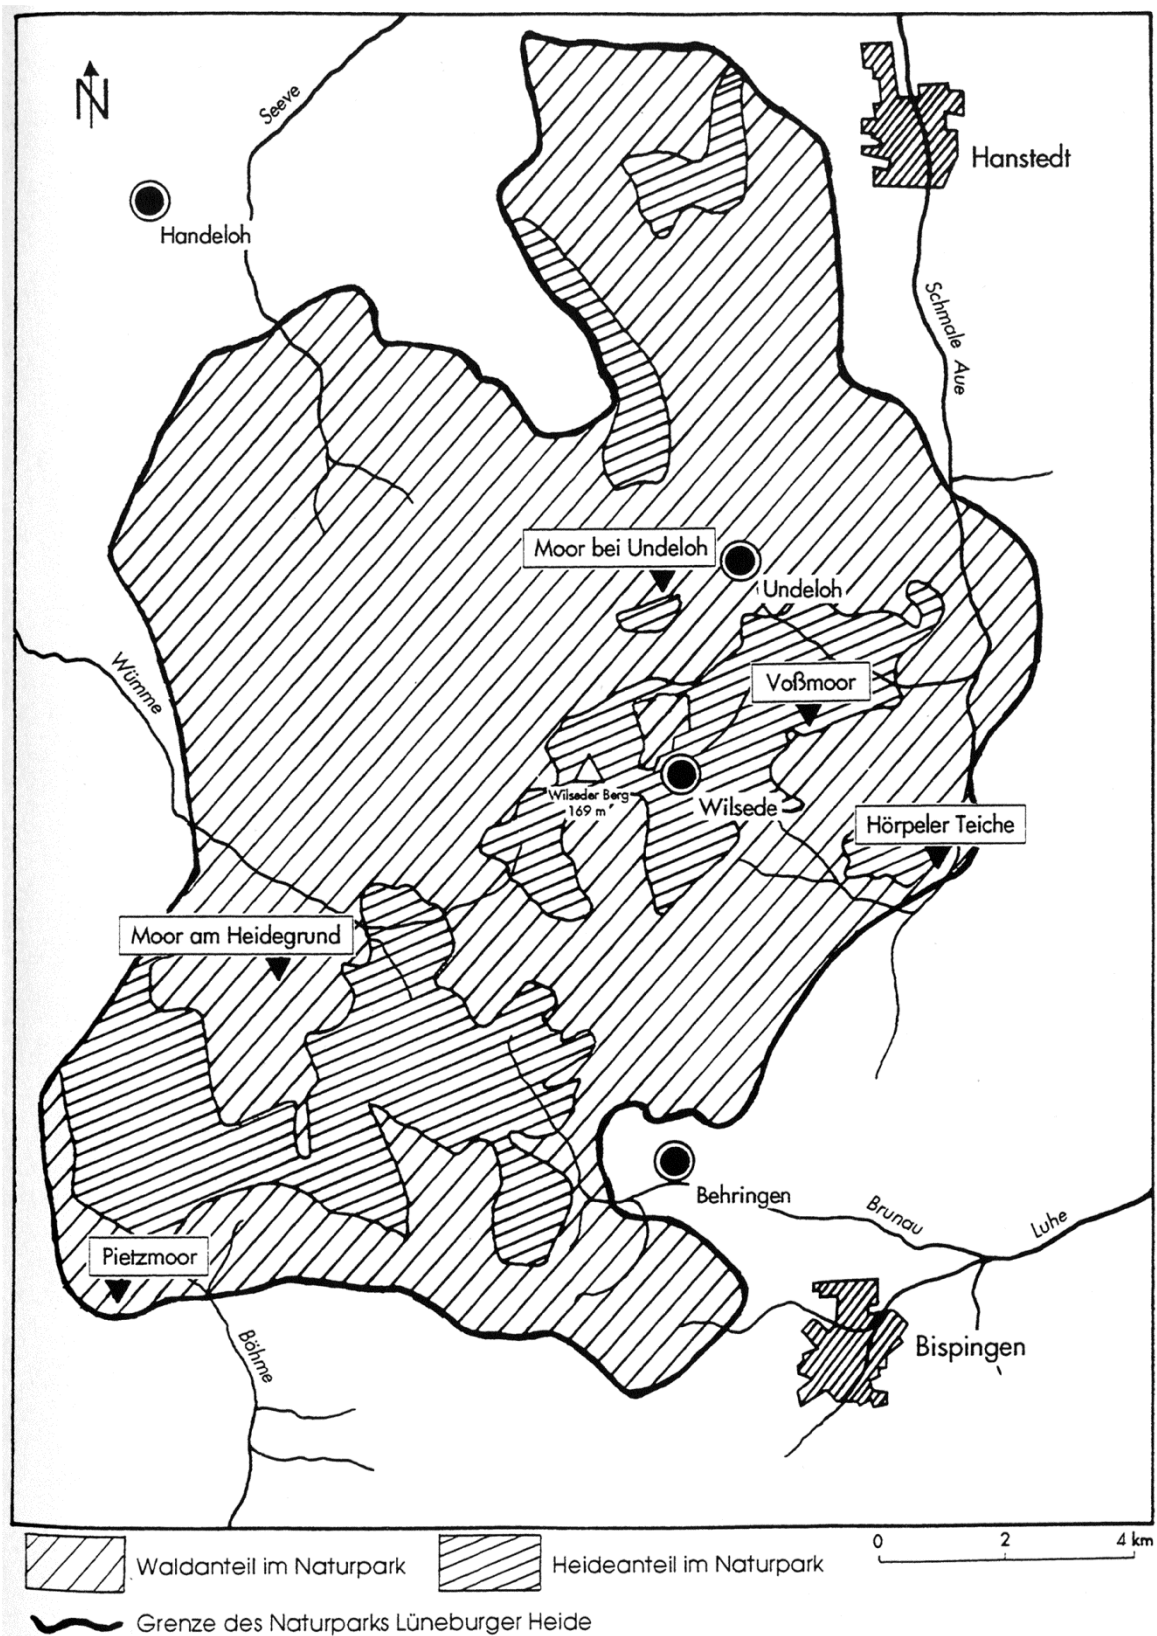 N
Seeve
Hanstedt
Handeloh
Schmale Aue
Moor bei Undeloh
Undeloh
Wümme
Voßmoor
Wilseder Berg
169 m
Wilsede
Hörpeler Teiche
Moor am Heidegrund
Behringen
Brunau
Luhe
Pietzmoor
Böhme
Bispingen
Waldanteil im Naturpark
Heideanteil im Naturpark
0 2 4 km
Grenze des Naturparks Lüneburger Heide